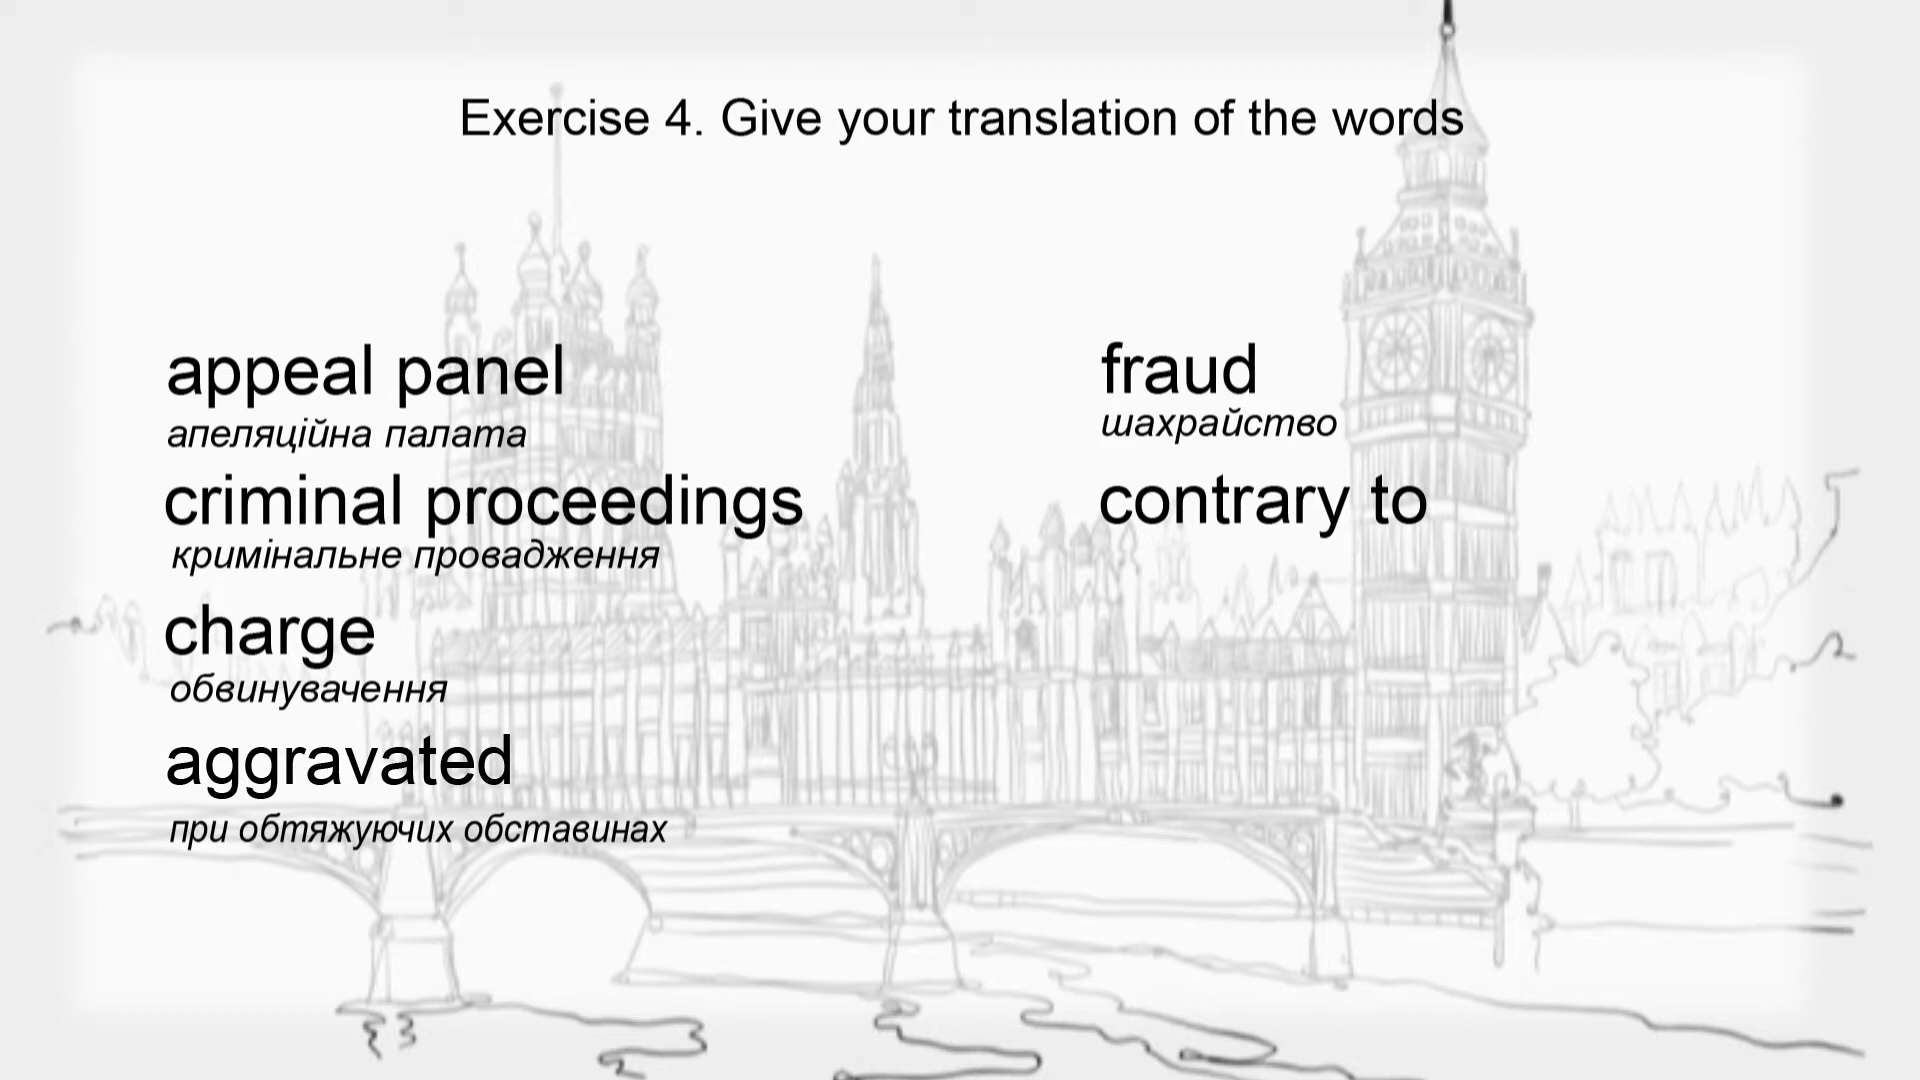 Exercise 4. Give your translation of the words
appeal panel
апеляційна палата
criminal proceedings
кримінальне провадження
charge
обвинувачення
aggravated
при обтяжуючих обставинах
fraud
шахрайство
contrary to